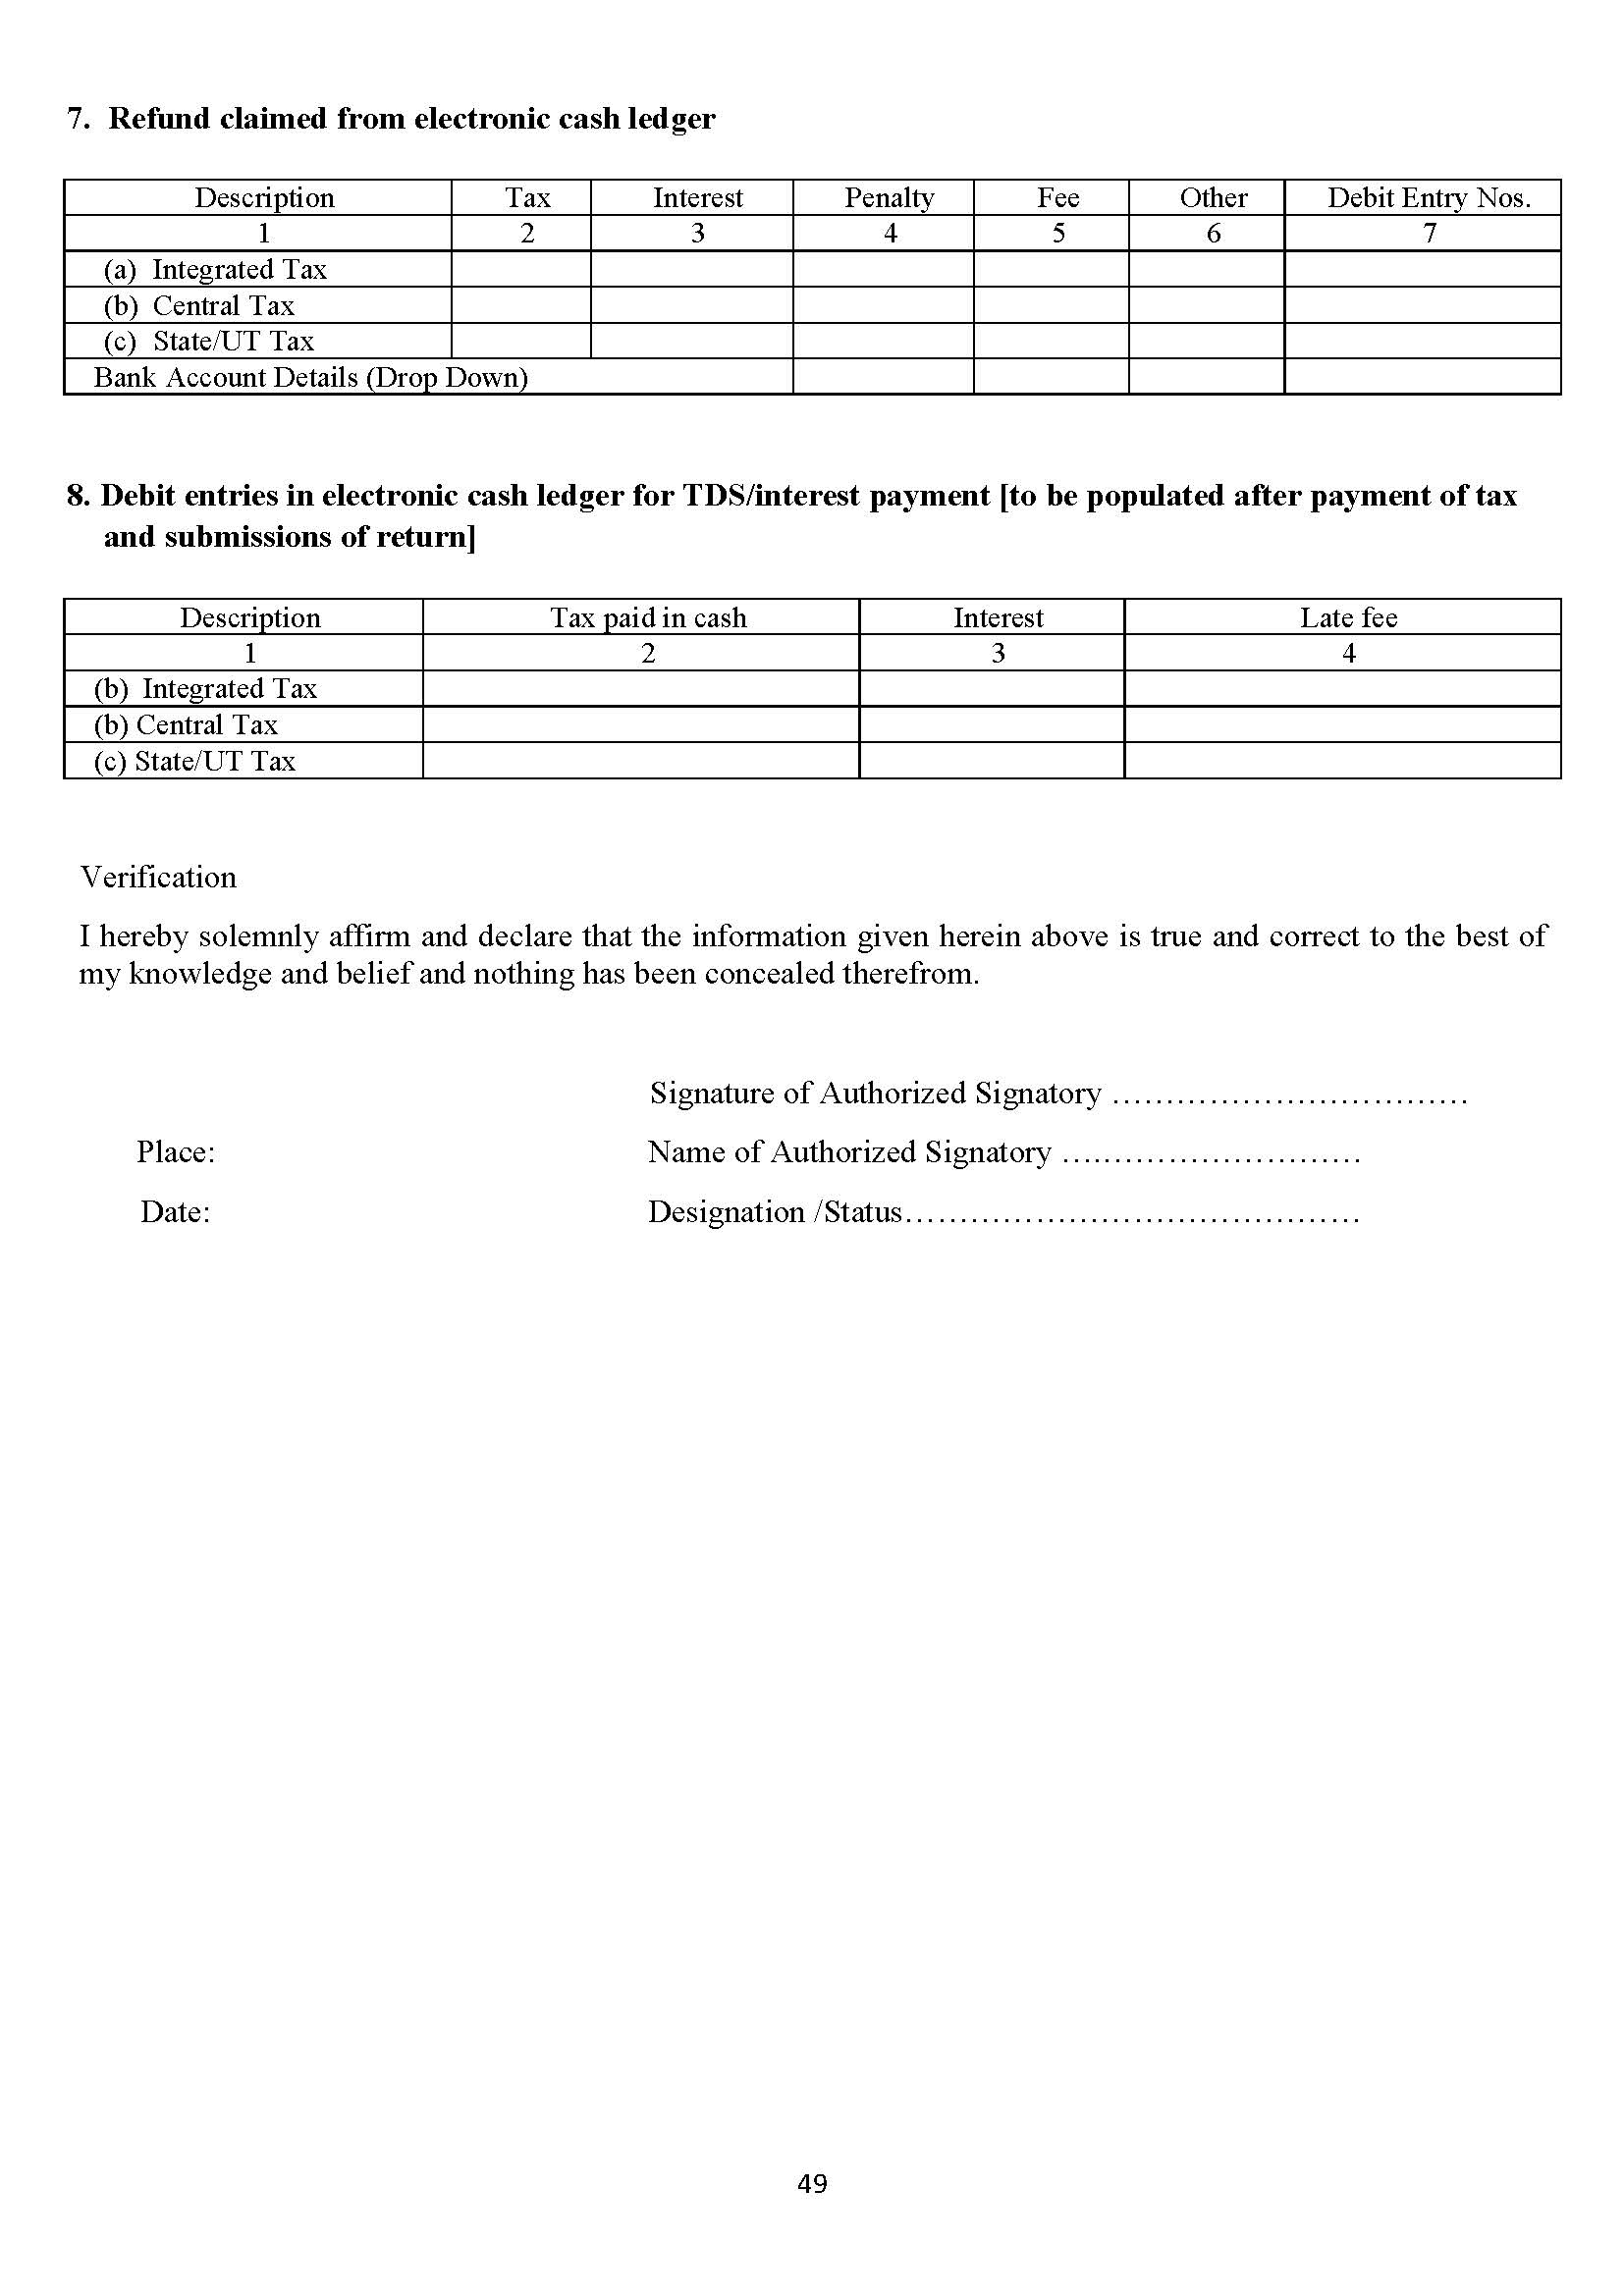 7. Refund claimed from electronic cash ledger
Description Tax Interest Penalty Fee Other Debit Entry Nos.
1 2 3 4 5 6 7
(a) Integrated Tax
(b) Central Tax
(c) State/UT Tax
Bank Account Details (Drop Down)
8. Debit entries in electronic cash ledger for TDS/interest payment [to be populated after payment of tax
and submissions of return]
Description Tax paid in cash Interest Late fee
1 2 3 4
(b) Integrated Tax
(b) Central Tax
(c) State/UT Tax
Verification
I hereby solemnly affirm and declare that the information given herein above is true and correct to the best of
my knowledge and belief and nothing has been concealed therefrom.
Signature of Authorized Signatory ……………………………
Place: Name of Authorized Signatory ……………………….
Date: Designation /Status……………………………………
49